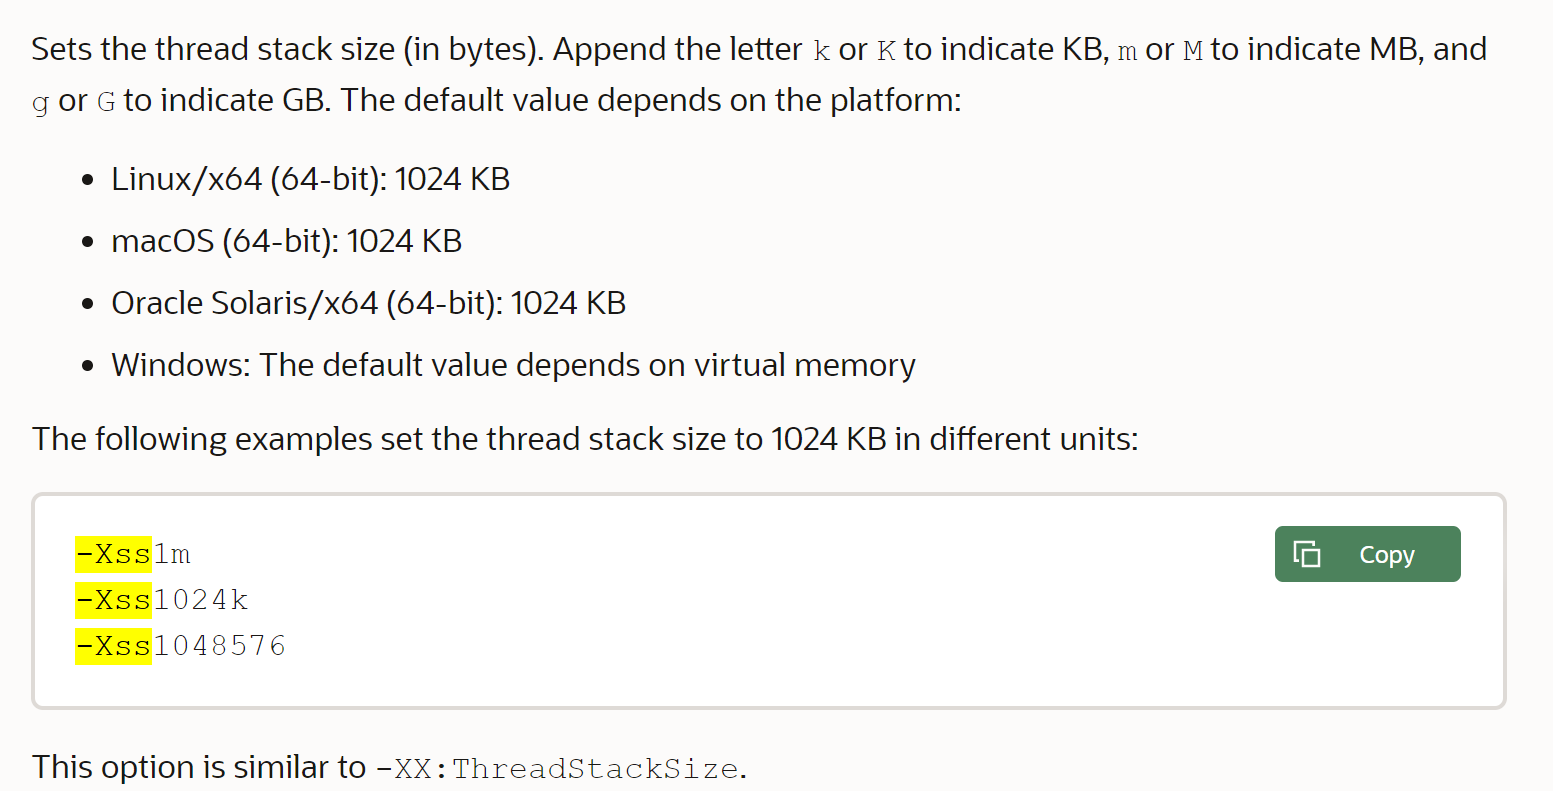 Sets the thread stack size (in bytes). Append the letter k or K to indicate KB, m or M to indicate MB, and
g or G to indicate GB. The default value depends on the platform:
• Linux/x64 (64-bit): 1024 KB
• macOS (64-bit): 1024 KB
• Oracle Solaris/x64 (64-bit): 1024 KB
• Windows: The default value depends on virtual memory
The following examples set the thread stack size to 1024 KB in different units:
-Xss1m
Copy
-Xss1024k
-Xss1048576
This option is similar to -XX:ThreadStackSize.